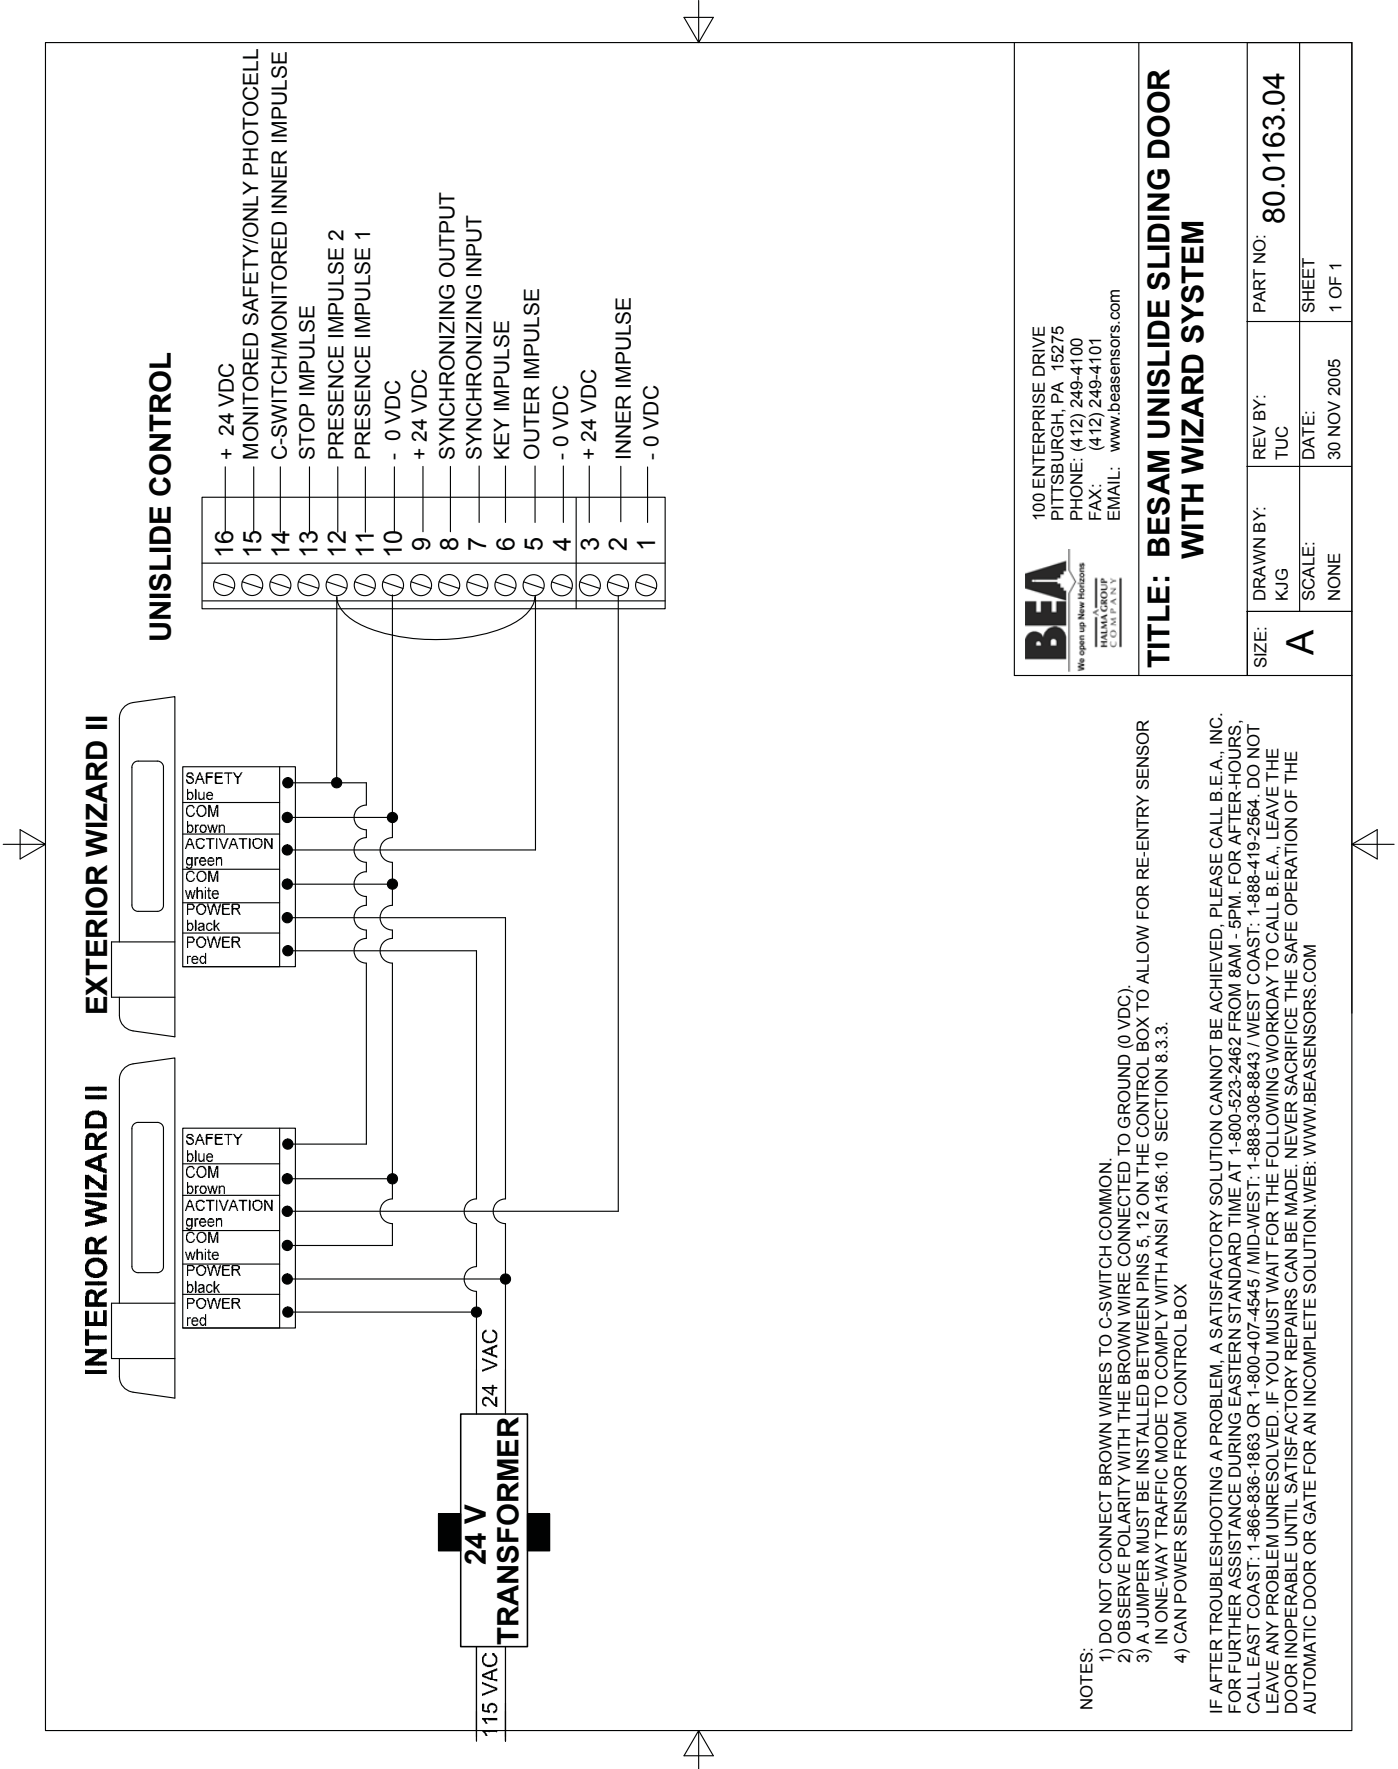 UNISLIDE CONTROL
16 + 24 VDC
15 MONITORED SAFETY/ONLY PHOTOCELL
14 C-SWITCH/MONITORED INNER IMPULSE
13 STOP IMPULSE
12 PRESENCE IMPULSE 2
11 PRESENCE IMPULSE 1
10 - 0 VDC
9 + 24 VDC
8 SYNCHRONIZING OUTPUT
7 SYNCHRONIZING INPUT
6 KEY IMPULSE
5 OUTER IMPULSE
4 - 0 VDC
3 + 24 VDC
2 INNER IMPULSE
1 - 0 VDC
EXTERIOR WIZARD II
SAFETY
blue
COM
brown
ACTIVATION
green
COM
white
POWER
black
POWER
red
INTERIOR WIZARD II
SAFETY
blue
COM
brown
ACTIVATION
green
COM
white
POWER
black
POWER
red
24 VAC
24 V
TRANSFORMER
115 VAC
NOTES:
1) DO NOT CONNECT BROWN WIRES TO C-SWITCH COMMON.
2) OBSERVE POLARITY WITH THE BROWN WIRE CONNECTED TO GROUND (0 VDC).
3) A JUMPER MUST BE INSTALLED BETWEEN PINS 5, 12 ON THE CONTROL BOX TO ALLOW FOR RE-ENTRY SENSOR
IN ONE-WAY TRAFFIC MODE TO COMPLY WITH ANSI A156.10 SECTION 8.3.3.
4) CAN POWER SENSOR FROM CONTROL BOX
IF AFTER TROUBLESHOOTING A PROBLEM, A SATISFACTORY SOLUTION CANNOT BE ACHIEVED, PLEASE CALL B.E.A., INC.
FOR FURTHER ASSISTANCE DURING EASTERN STANDARD TIME AT 1-800-523-2462 FROM 8AM - 5PM. FOR AFTER-HOURS,
CALL EAST COAST: 1-866-836-1863 OR 1-800-407-4545 / MID-WEST: 1-888-308-8843 / WEST COAST: 1-888-419-2564. DO NOT
LEAVE ANY PROBLEM UNRESOLVED. IF YOU MUST WAIT FOR THE FOLLOWING WORKDAY TO CALL B.E.A., LEAVE THE
DOOR INOPERABLE UNTIL SATISFACTORY REPAIRS CAN BE MADE. NEVER SACRIFICE THE SAFE OPERATION OF THE
AUTOMATIC DOOR OR GATE FOR AN INCOMPLETE SOLUTION.WEB: WWW.BEASENSORS.COM
BEA
We open up New Horizons
A
HALMA GROUP
COMPANY
100 ENTERPRISE DRIVE
PITTSBURGH, PA 15275
PHONE: (412) 249-4100
FAX: (412) 249-4101
EMAIL: www.beasensors.com
TITLE: BESAM UNISLIDE SLIDING DOOR
WITH WIZARD SYSTEM
SIZE:
A
DRAWN BY:
KJG
REV BY:
TUC
PART NO:
80.0163.04
SCALE:
NONE
DATE:
30 NOV 2005
SHEET
1 OF 1